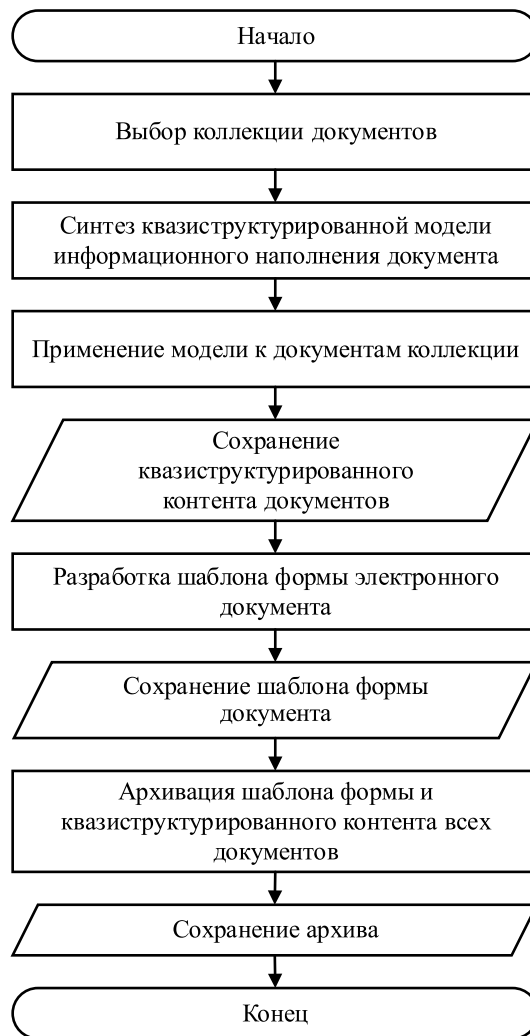 Начало
Выбор коллекции документов
Синтез квазиструктурированной модели
информационного наполнения документа
Применение модели к документам коллекции
Сохранение
квазиструктурированного
контента документов
Разработка шаблона формы электронного
документа
Сохранение шаблона формы
документа
Архивация шаблона формы и
квазиструктурированного контента всех
документов
Сохранение архива
Конец